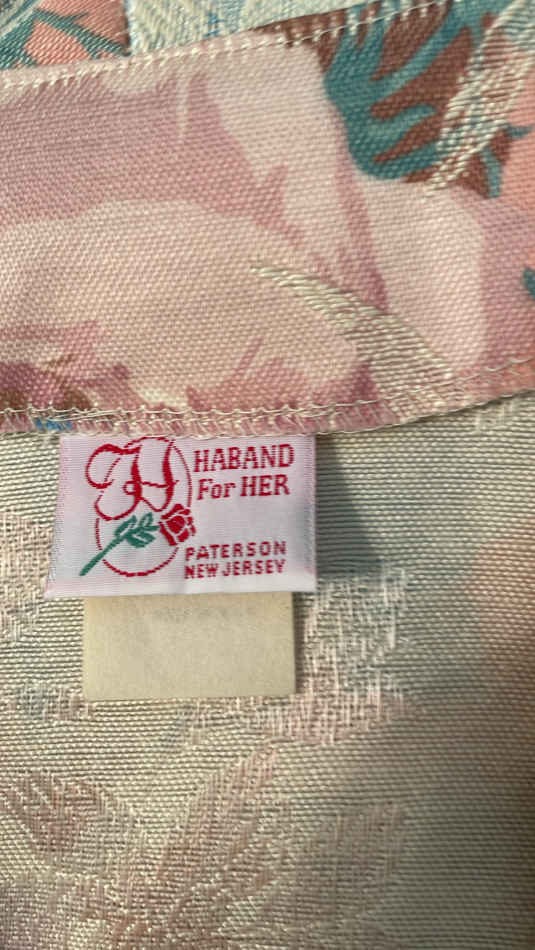 H
HABAND
For HER
PATERSON
NEW JERSEY